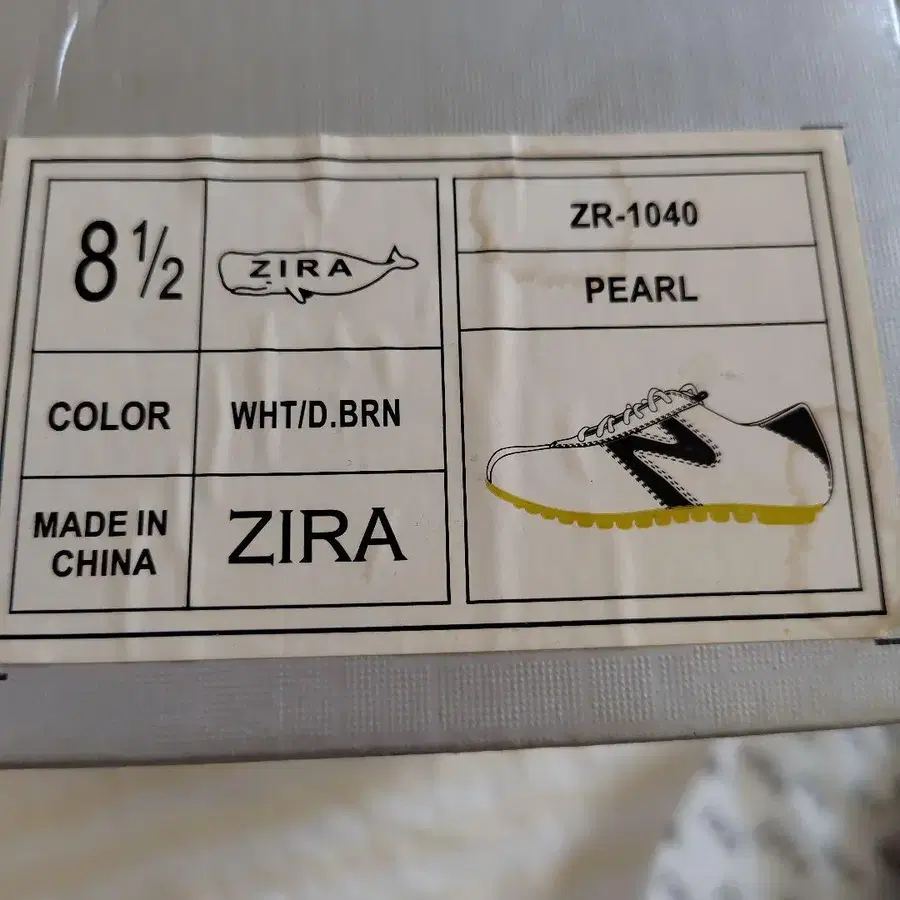 8 1/2
ZIRA
COLOR
WHT/D.BRN
MADE IN
CHINA
ZIRA
ZR-1040
PEARL